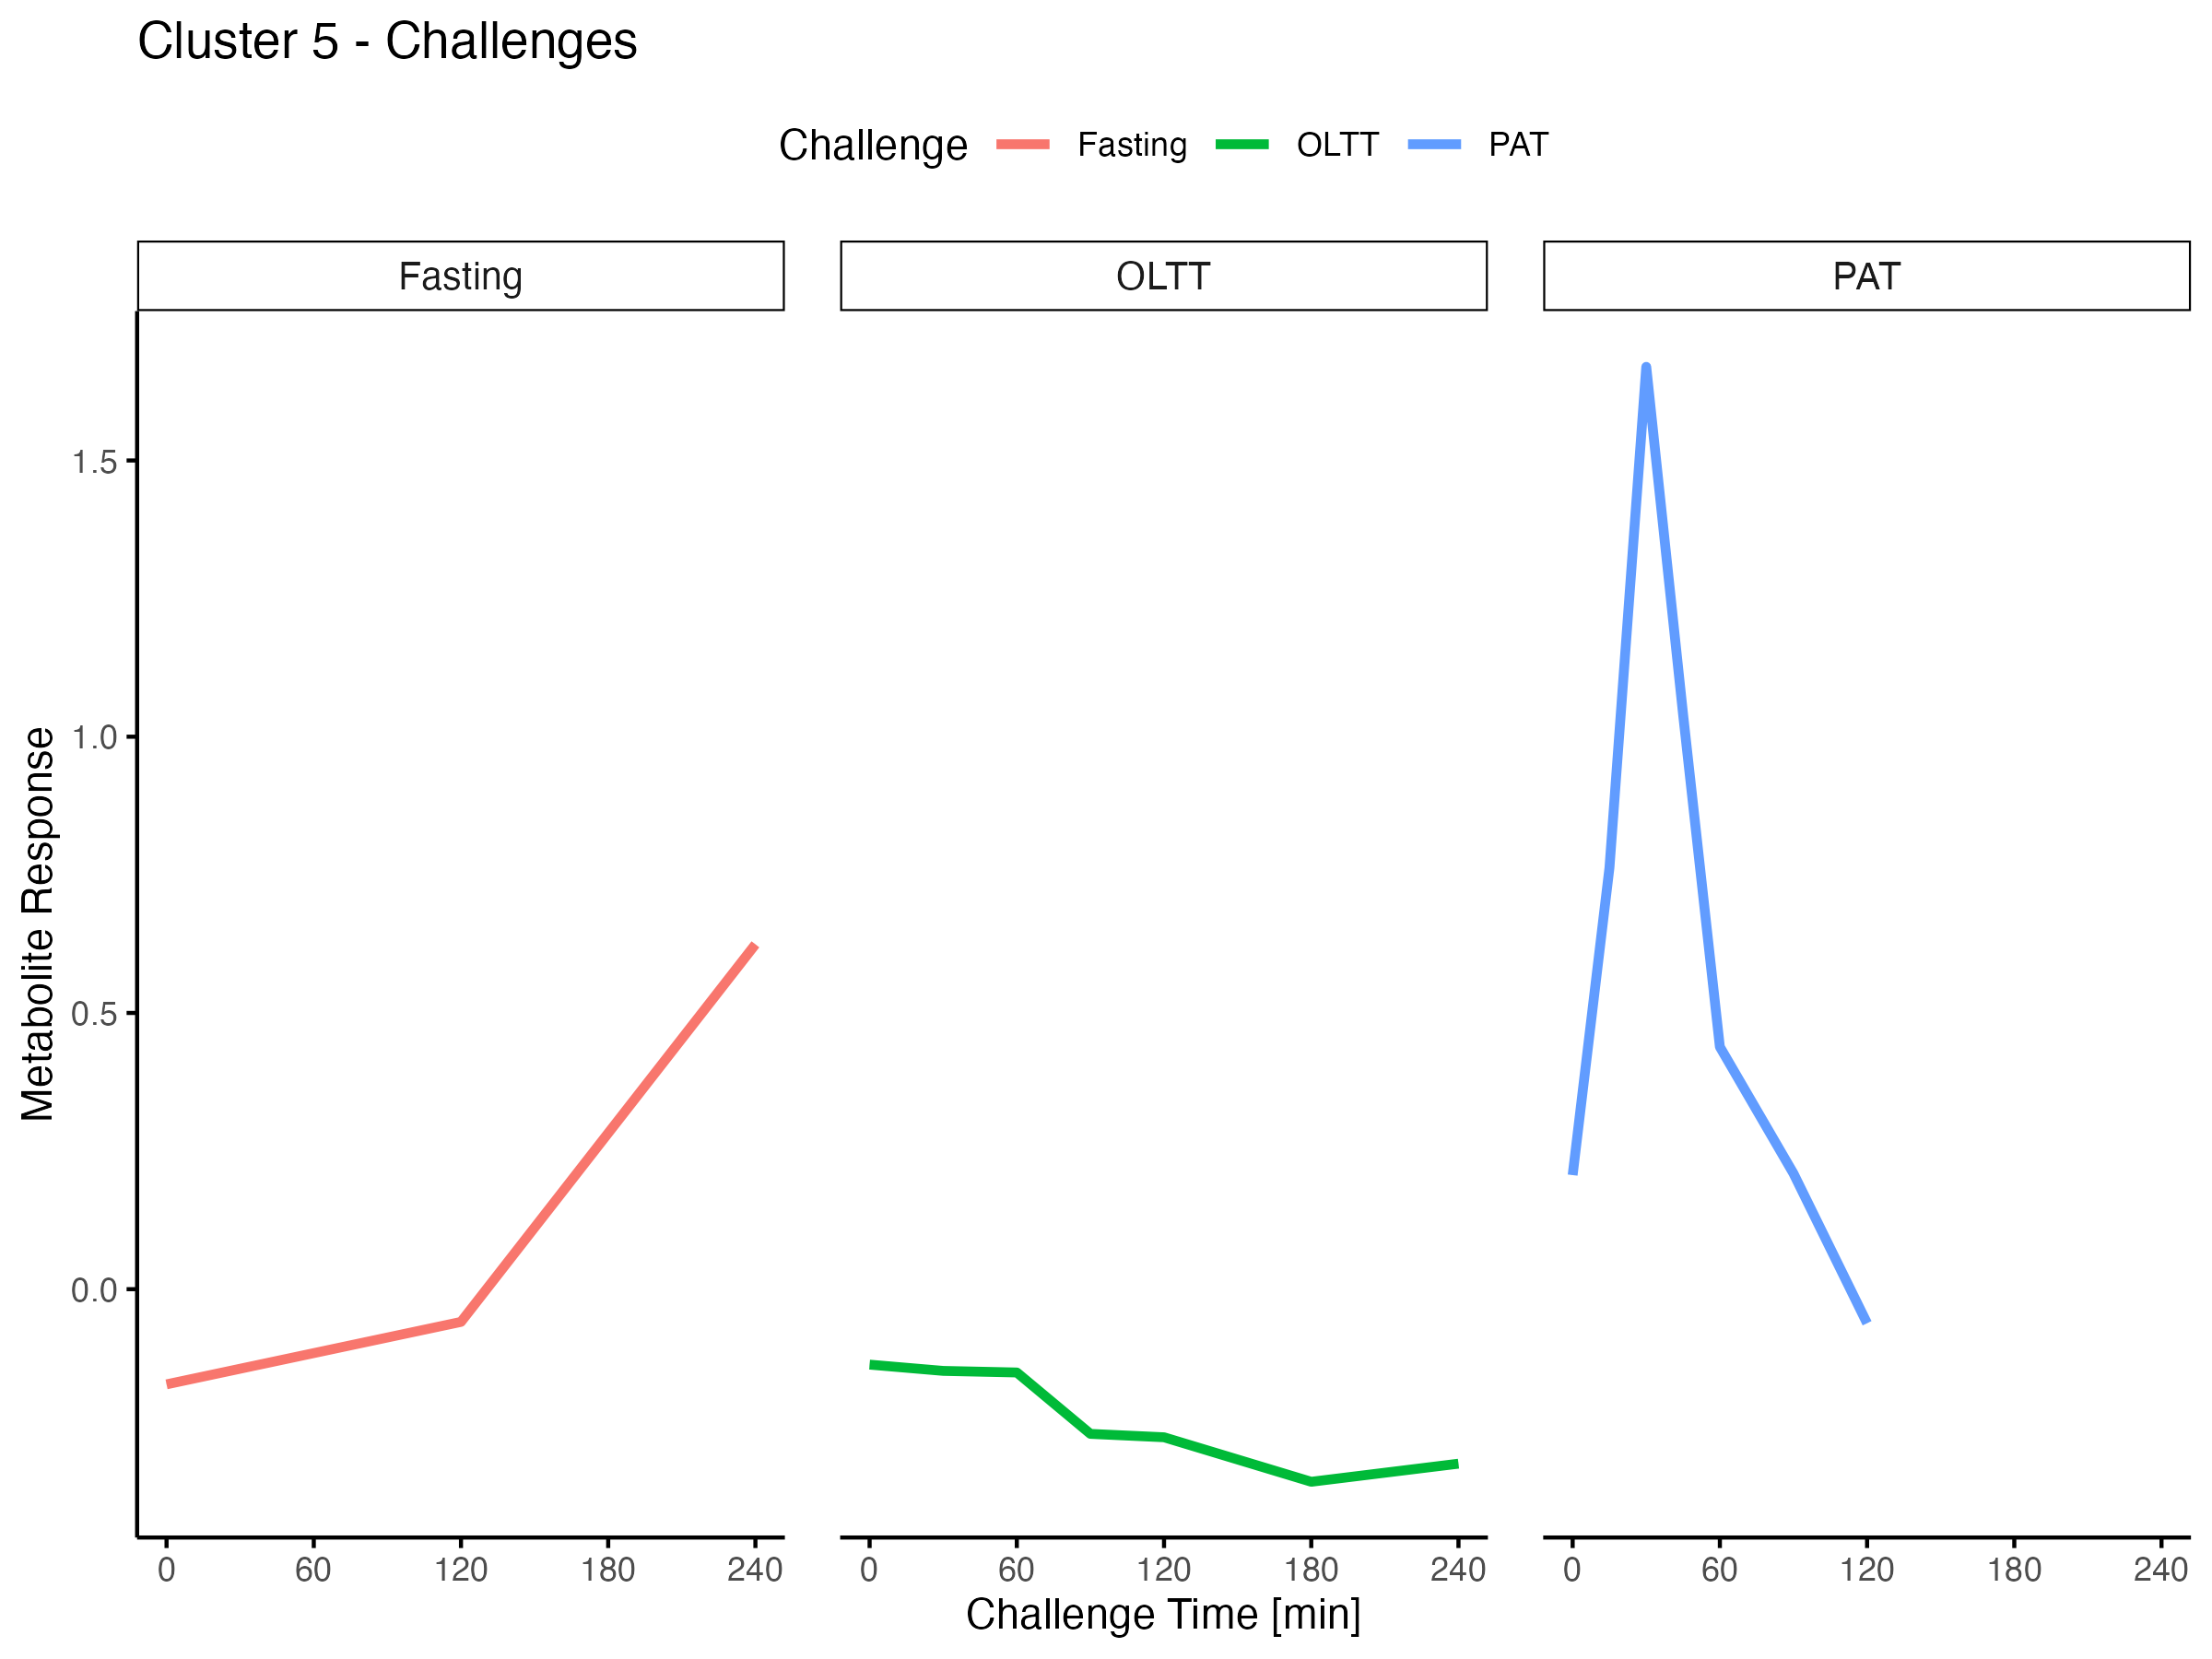 Cluster 5 - Challenges
Challenge Fasting OLTT PAT
Fasting OLTT PAT
Metabolite Response
1.5
1.0
0.5
0.0
0 60 120 180 240 0 60 120 180 240 0 60 120 180 240
Challenge Time [min]